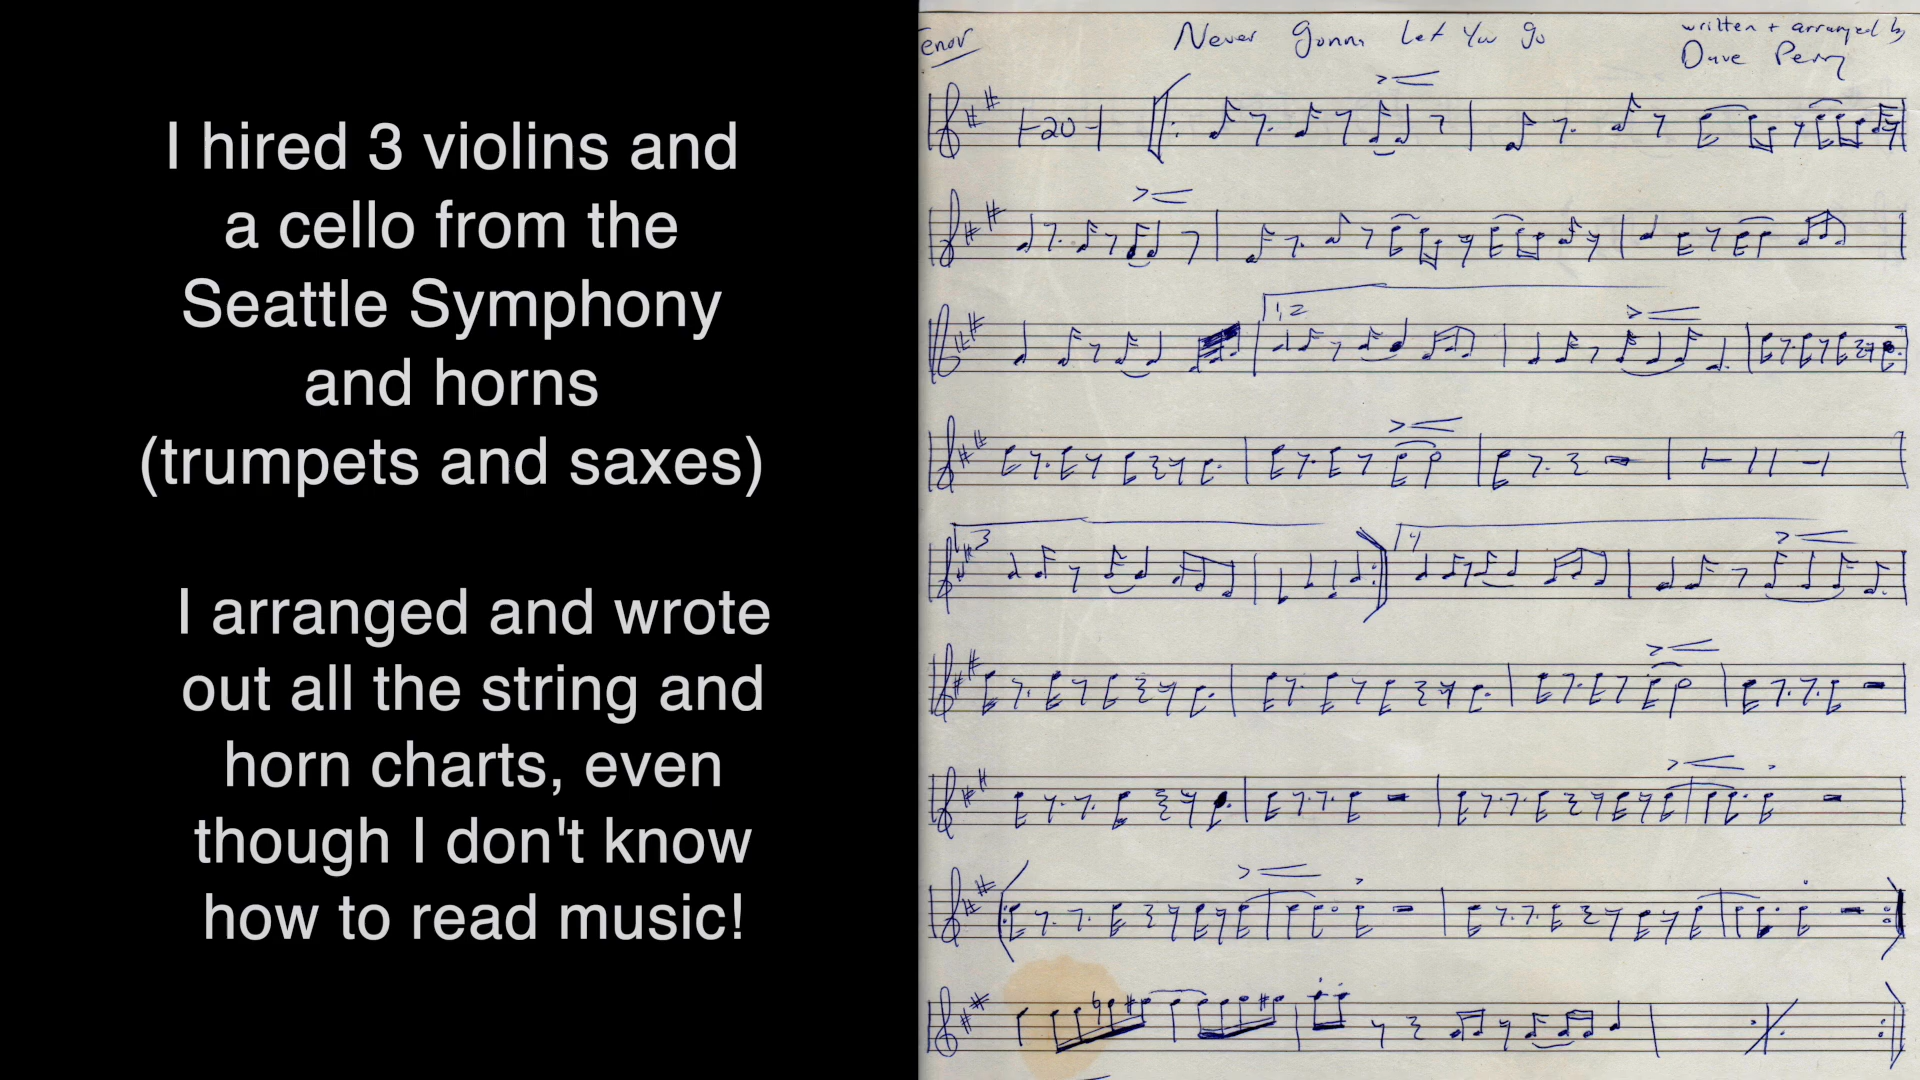 I hired 3 violins and
a cello from the
Seattle Symphony
and horns
(trumpets and saxes)
I arranged and wrote
out all the string and
horn charts, even
though I don't know
how to read music!
Tenor
Never Gonna Let You Go
written + arranged by
Dave Perry
20
1,2
3
4